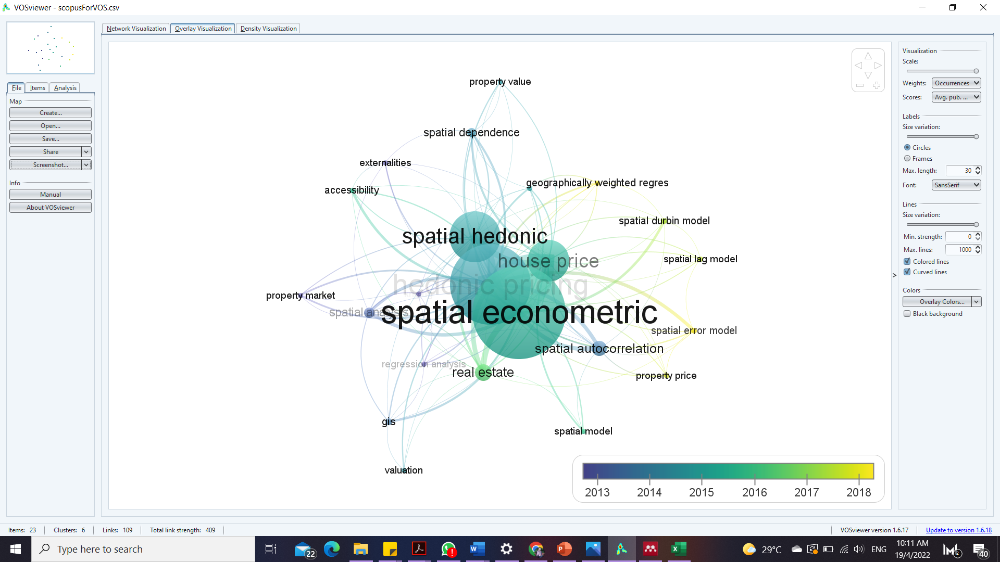 VOSviewer - scopusForVOS.csv
Network Visualization
Overlay Visualization
Density Visualization
File
Items
Analysis
Map
Create...
Open...
Save...
Share
Screenshot...
Info
Manual
About VOSviewer
property value
spatial dependence
externalities
geographically weighted regres
accessibility
spatial durbin model
spatial hedonic
house price
spatial lag model
hedonic pricing
property market
spatial analysis
spatial econometric
spatial error model
spatial autocorrelation
regression analysis
real estate
property price
gis
spatial model
valuation
2013
2014
2015
2016
2017
2018
Visualization
Scale:
Weights:
Occurrences
Scores:
Avg. pub. ...
Labels
Size variation:
Circles
Frames
Max. length:
30
Font:
SansSerif
Lines
Size variation:
Min. strength:
0
Max. lines:
1000
Colored lines
Curved lines
>
Colors
Overlay Colors...
Black background
Items: 23
Clusters: 6
Links: 109
Total link strength: 409
VOSviewer version 1.6.17
Update to version 1.6.18
Type here to search
22
29°C
ENG
10:11 AM
19/4/2022
2
40